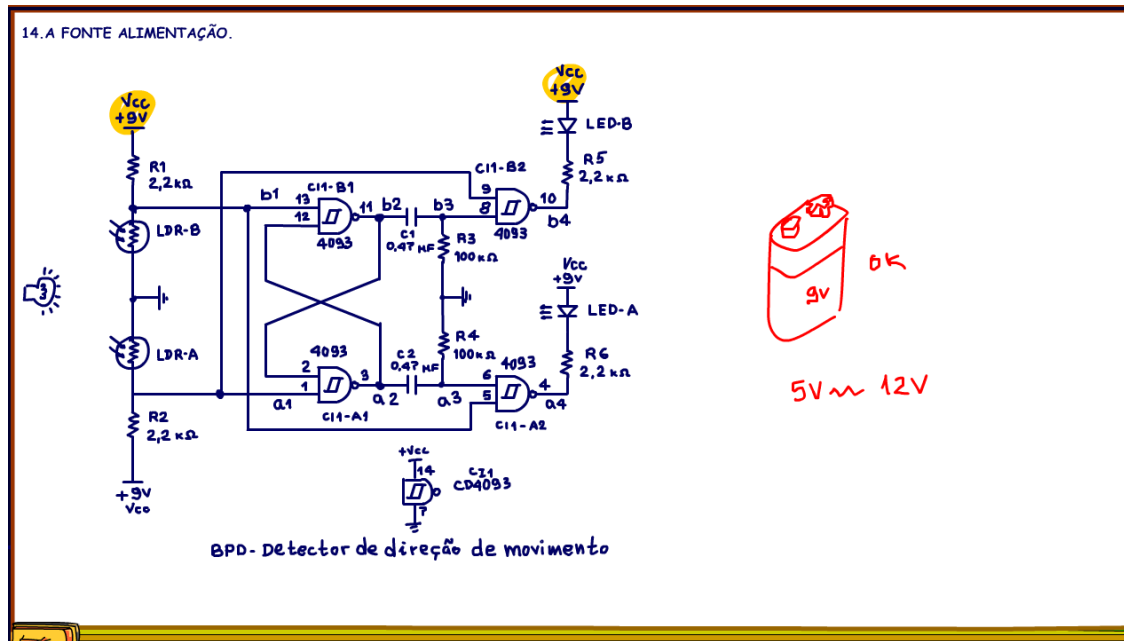 14.A FONTE ALIMENTAÇÃO.
Vcc
+9V
Vcc
+9V
LED-B
R1
2,2kΩ
b1
CI1-B1
13
12
11
b2
b3
CI1-B2
9
8
10
b4
R5
2,2kΩ
LDR-B
4093
C1
0,47 µF
4093
R3
100kΩ
Vcc
+9V
LED-A
LDR-A
4093
2
1
3
a1
a2
CI1-A1
C2
0,47 µF
a3
R4
100kΩ
4093
6
5
4
a4
CI1-A2
R6
2,2kΩ
R2
2,2kΩ
+9V
Vcc
+Vcc
14
7
CI1
CD4093
BPD- Detector de direção de movimento
9V
OK
5V ~ 12V